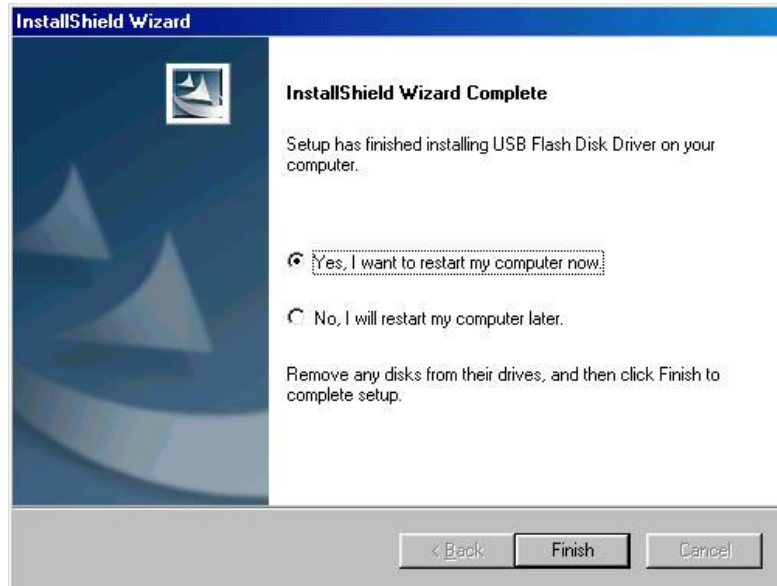 InstallShield Wizard
InstallShield Wizard Complete
Setup has finished installing USB Flash Disk Driver on your
computer.
Yes, I want to restart my computer now.
No, I will restart my computer later.
Remove any disks from their drives, and then click Finish to
complete setup.
< Back Finish Cancel